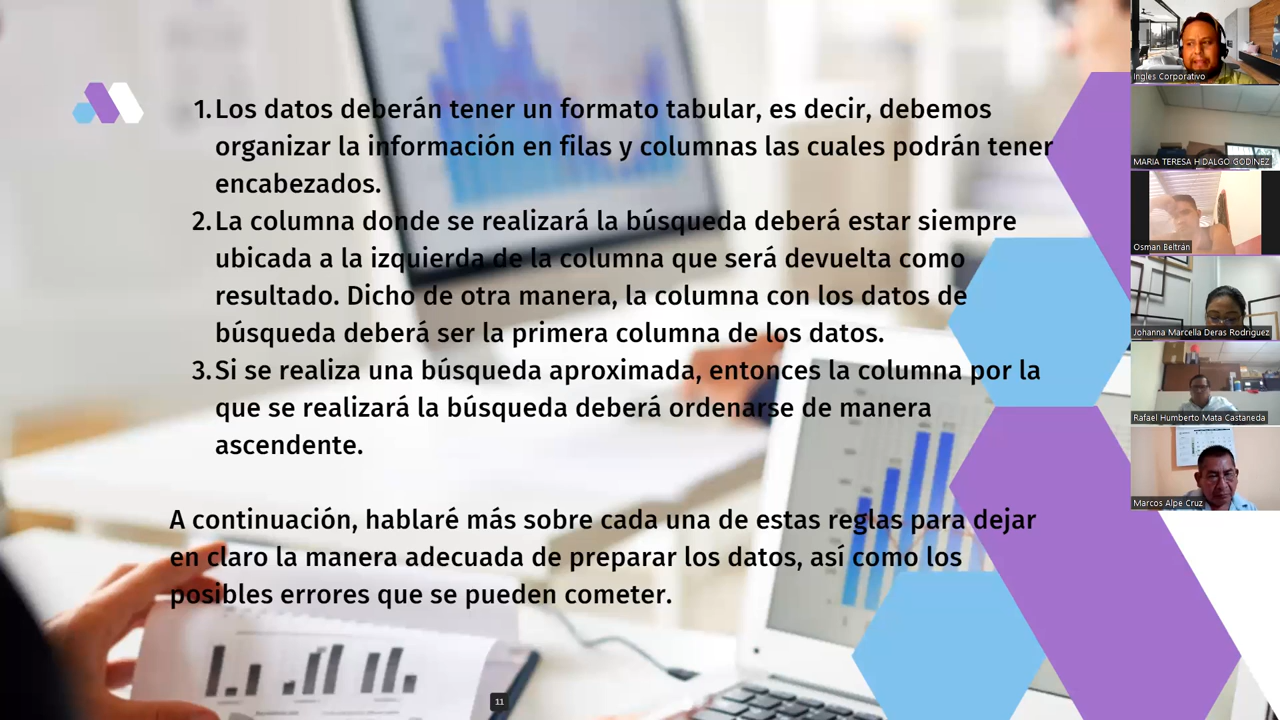 1. Los datos deberán tener un formato tabular, es decir, debemos
organizar la información en filas y columnas las cuales podrán tener
encabezados.
2. La columna donde se realizará la búsqueda deberá estar siempre
ubicada a la izquierda de la columna que será devuelta como
resultado. Dicho de otra manera, la columna con los datos de
búsqueda deberá ser la primera columna de los datos.
3. Si se realiza una búsqueda aproximada, entonces la columna por la
que se realizará la búsqueda deberá ordenarse de manera
ascendente.
A continuación, hablaré más sobre cada una de estas reglas para dejar
en claro la manera adecuada de preparar los datos, así como los
posibles errores que se pueden cometer.
11
Ingles Corporativo
MARIA TERESA HIDALGO GODINEZ
Osman Beltrán
Johanna Marcella Deras Rodriguez
Rafael Humberto Mata Castaneda
Marcos Alpe Cruz